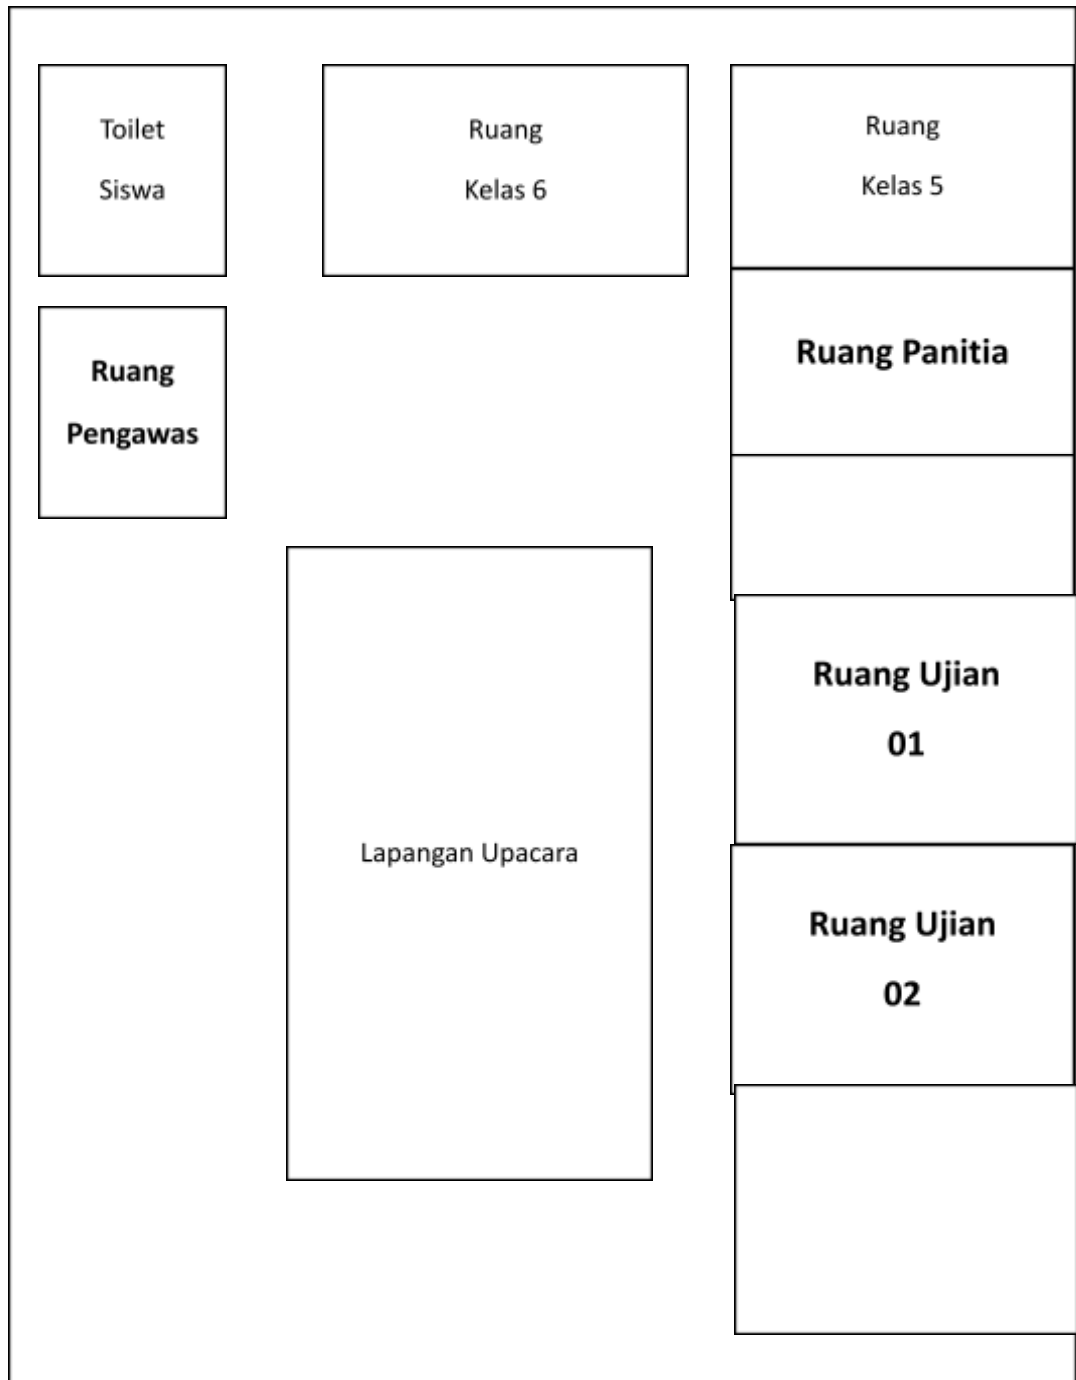 Toilet
Siswa
Ruang
Kelas 6
Ruang
Kelas 5
Ruang
Pengawas
Ruang Panitia
Lapangan Upacara
Ruang Ujian
01
Ruang Ujian
02